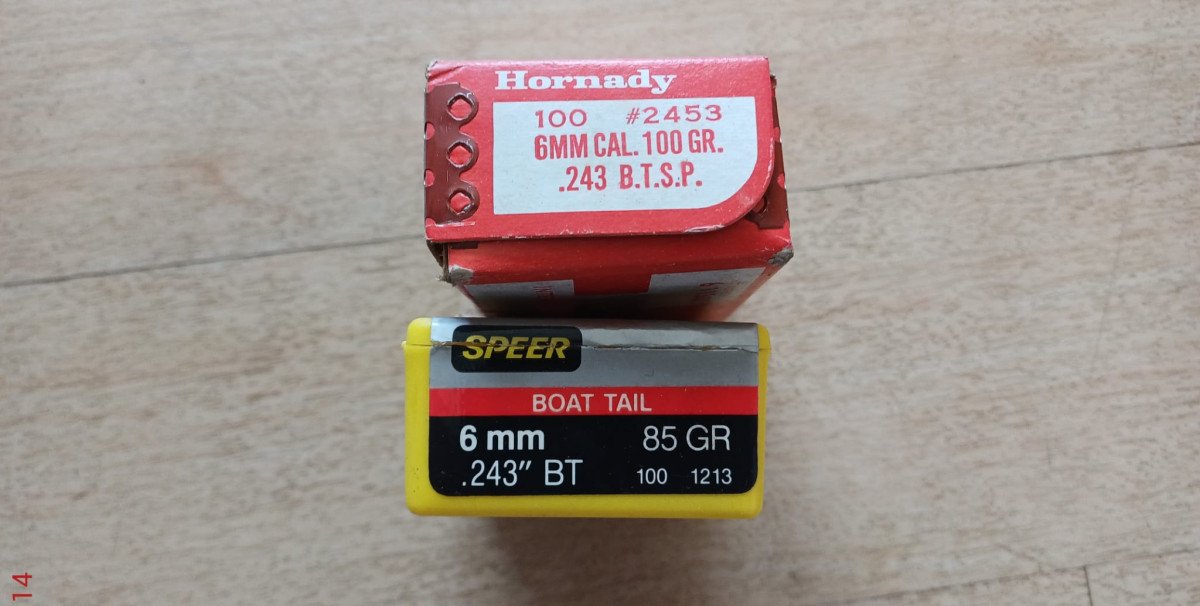 Hornady
100 #2453
6MM CAL. 100 GR.
.243 B.T.S.P.
SPEER
BOAT TAIL
6 mm 85 GR
.243" BT 100 1213
14